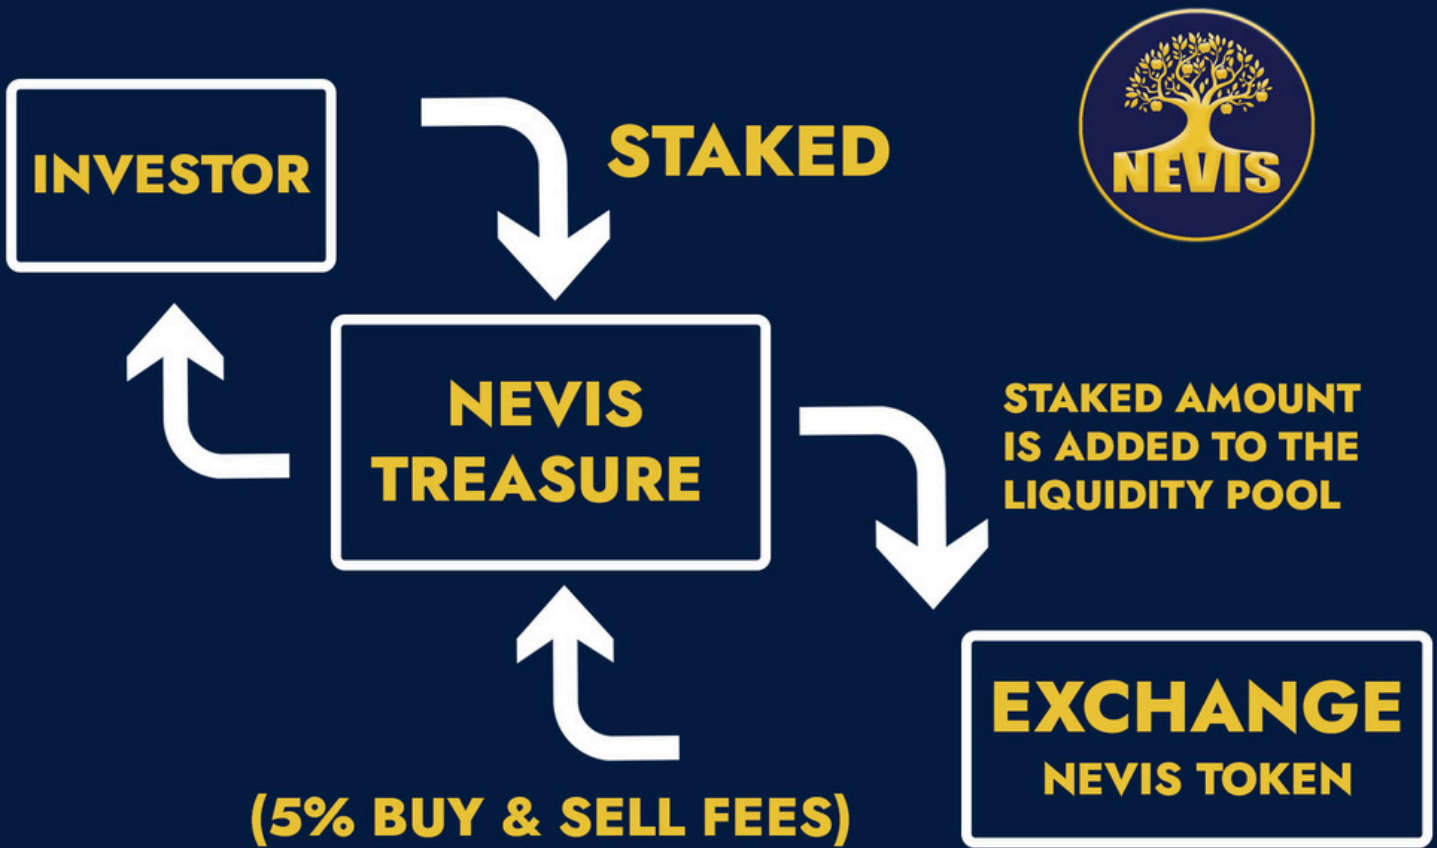 NEVIS
INVESTOR
STAKED
NEVIS
TREASURE
STAKED AMOUNT
IS ADDED TO THE
LIQUIDITY POOL
EXCHANGE
NEVIS TOKEN
(5% BUY & SELL FEES)